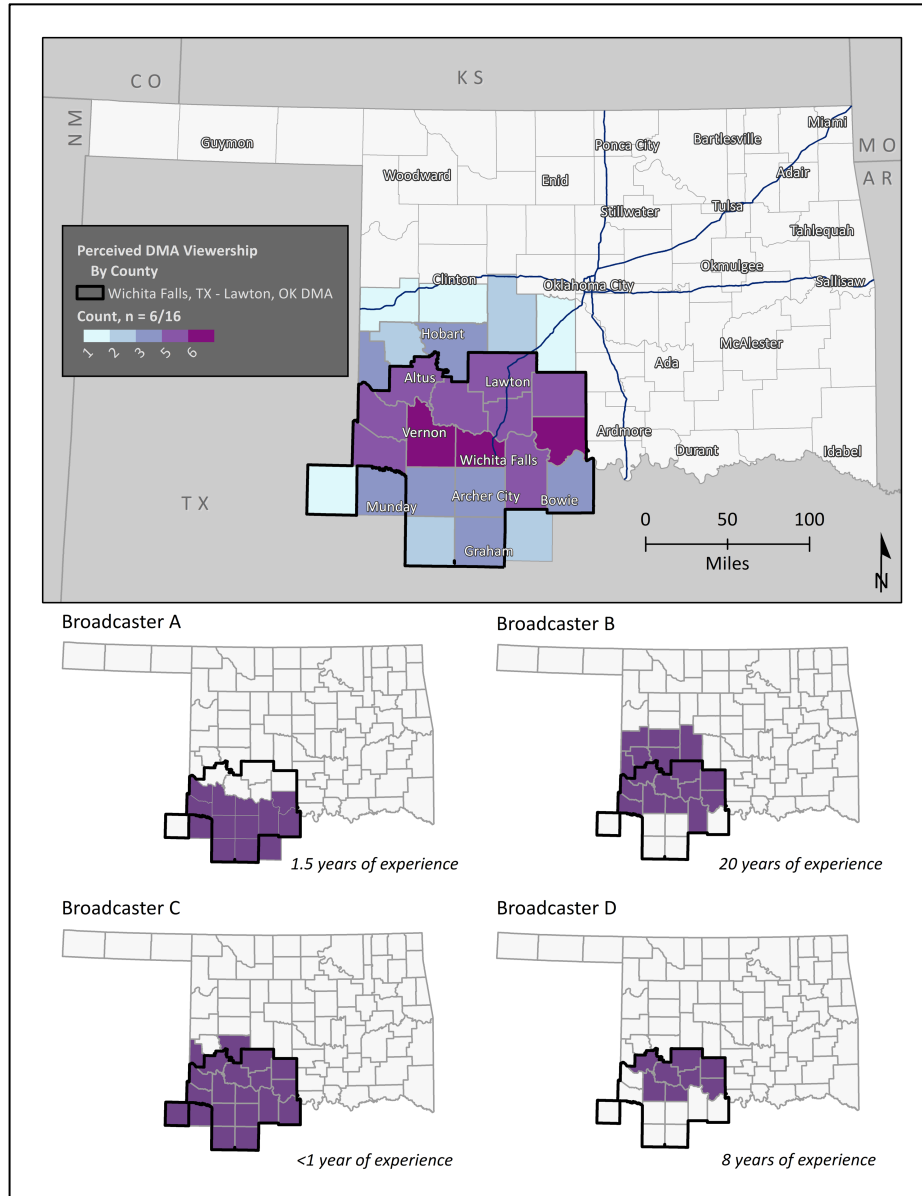 CO
KS
NM
MO
AR
TX
Guymon
Woodward
Enid
Ponca City
Bartlesville
Miami
Adair
Stillwater
Tulsa
Tahlequah
Clinton
Oklahoma City
Okmulgee
Sallisaw
Hobart
McAlester
Ada
Altus
Lawton
Vernon
Ardmore
Wichita Falls
Durant
Idabel
Munday
Archer City
Bowie
Graham
Perceived DMA Viewership
By County
Wichita Falls, TX - Lawton, OK DMA
Count, n = 6/16
1 2 3 5 6
0 50 100
Miles
N
Broadcaster A
1.5 years of experience
Broadcaster B
20 years of experience
Broadcaster C
<1 year of experience
Broadcaster D
8 years of experience